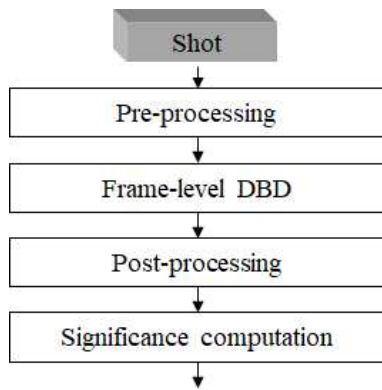 Shot
Pre-processing
Frame-level DBD
Post-processing
Significance computation